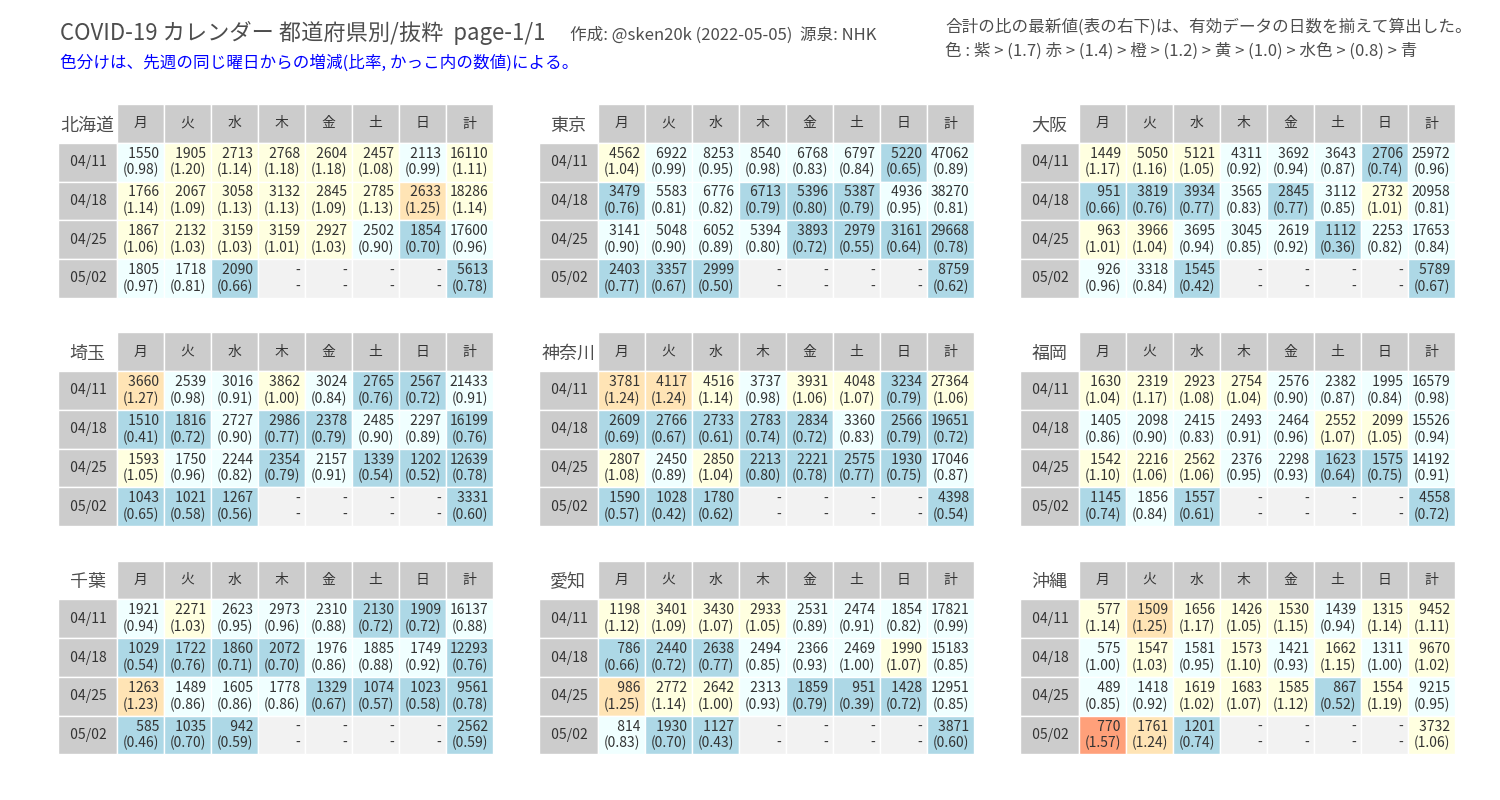 COVID-19 カレンダー 都道府県別/抜粋 page-1/1 作成: @sken20k (2022-05-05) 源泉: NHK
色分けは、先週の同じ曜日からの増減(比率, かっこ内の数値)による。
合計の比の最新値(表の右下)は、有効データの日数を揃えて算出した。
色 : 紫 > (1.7) 赤 > (1.4) > 橙 > (1.2) > 黄 > (1.0) > 水色 > (0.8) > 青
北海道 月 火 水 木 金 土 日 計
04/11 1550 1905 2713 2768 2604 2457 2113 16110
(0.98) (1.20) (1.14) (1.18) (1.18) (1.08) (0.99) (1.11)
04/18 1766 2067 3058 3132 2845 2785 2633 18286
(1.14) (1.09) (1.13) (1.13) (1.09) (1.13) (1.25) (1.14)
04/25 1867 2132 3159 3159 2927 2502 1854 17600
(1.06) (1.03) (1.03) (1.01) (1.03) (0.90) (0.70) (0.96)
05/02 1805 1718 2090 - - - - 5613
(0.97) (0.81) (0.66) - - - - (0.78)
東京 月 火 水 木 金 土 日 計
04/11 4562 6922 8253 8540 6768 6797 5220 47062
(1.04) (0.99) (0.95) (0.98) (0.83) (0.84) (0.65) (0.89)
04/18 3479 5583 6776 6713 5396 5387 4936 38270
(0.76) (0.81) (0.82) (0.79) (0.80) (0.79) (0.95) (0.81)
04/25 3141 5048 6052 5394 3893 2979 3161 29668
(0.90) (0.90) (0.89) (0.80) (0.72) (0.55) (0.64) (0.78)
05/02 2403 3357 2999 - - - - 8759
(0.77) (0.67) (0.50) - - - - (0.62)
大阪 月 火 水 木 金 土 日 計
04/11 1449 5050 5121 4311 3692 3643 2706 25972
(1.17) (1.16) (1.05) (0.92) (0.94) (0.87) (0.74) (0.96)
04/18 951 3819 3934 3565 2845 3112 2732 20958
(0.66) (0.76) (0.77) (0.83) (0.77) (0.85) (1.01) (0.81)
04/25 963 3966 3695 3045 2619 1112 2253 17653
(1.01) (1.04) (0.94) (0.85) (0.92) (0.36) (0.82) (0.84)
05/02 926 3318 1545 - - - - 5789
(0.96) (0.84) (0.42) - - - - (0.67)
埼玉 月 火 水 木 金 土 日 計
04/11 3660 2539 3016 3862 3024 2765 2567 21433
(1.27) (0.98) (0.91) (1.00) (0.84) (0.76) (0.72) (0.91)
04/18 1510 1816 2727 2986 2378 2485 2297 16199
(0.41) (0.72) (0.90) (0.77) (0.79) (0.90) (0.89) (0.76)
04/25 1593 1750 2244 2354 2157 1339 1202 12639
(1.05) (0.96) (0.82) (0.79) (0.91) (0.54) (0.52) (0.78)
05/02 1043 1021 1267 - - - - 3331
(0.65) (0.58) (0.56) - - - - (0.60)
神奈川 月 火 水 木 金 土 日 計
04/11 3781 4117 4516 3737 3931 4048 3234 27364
(1.24) (1.24) (1.14) (0.98) (1.06) (1.07) (0.79) (1.06)
04/18 2609 2766 2733 2783 2834 3360 2566 19651
(0.69) (0.67) (0.61) (0.74) (0.72) (0.83) (0.79) (0.72)
04/25 2807 2450 2850 2213 2221 2575 1930 17046
(1.08) (0.89) (1.04) (0.80) (0.78) (0.77) (0.75) (0.87)
05/02 1590 1028 1780 - - - - 4398
(0.57) (0.42) (0.62) - - - - (0.54)
福岡 月 火 水 木 金 土 日 計
04/11 1630 2319 2923 2754 2576 2382 1995 16579
(1.04) (1.17) (1.08) (1.04) (0.90) (0.87) (0.84) (0.98)
04/18 1405 2098 2415 2493 2464 2552 2099 15526
(0.86) (0.90) (0.83) (0.91) (0.96) (1.07) (1.05) (0.94)
04/25 1542 2216 2562 2376 2298 1623 1575 14192
(1.10) (1.06) (1.06) (0.95) (0.93) (0.64) (0.75) (0.91)
05/02 1145 1856 1557 - - - - 4558
(0.74) (0.84) (0.61) - - - - (0.72)
千葉 月 火 水 木 金 土 日 計
04/11 1921 2271 2623 2973 2310 2130 1909 16137
(0.94) (1.03) (0.95) (0.96) (0.88) (0.72) (0.72) (0.88)
04/18 1029 1722 1860 2072 1976 1885 1749 12293
(0.54) (0.76) (0.71) (0.70) (0.86) (0.88) (0.92) (0.76)
04/25 1263 1489 1605 1778 1329 1074 1023 9561
(1.23) (0.86) (0.86) (0.86) (0.67) (0.57) (0.58) (0.78)
05/02 585 1035 942 - - - - 2562
(0.46) (0.70) (0.59) - - - - (0.59)
愛知 月 火 水 木 金 土 日 計
04/11 1198 3401 3430 2933 2531 2474 1854 17821
(1.12) (1.09) (1.07) (1.05) (0.89) (0.91) (0.82) (0.99)
04/18 786 2440 2638 2494 2366 2469 1990 15183
(0.66) (0.72) (0.77) (0.85) (0.93) (1.00) (1.07) (0.85)
04/25 986 2772 2642 2313 1859 951 1428 12951
(1.25) (1.14) (1.00) (0.93) (0.79) (0.39) (0.72) (0.85)
05/02 814 1930 1127 - - - - 3871
(0.83) (0.70) (0.43) - - - - (0.60)
沖縄 月 火 水 木 金 土 日 計
04/11 577 1509 1656 1426 1530 1439 1315 9452
(1.14) (1.25) (1.17) (1.05) (1.15) (0.94) (1.14) (1.11)
04/18 575 1547 1581 1573 1421 1662 1311 9670
(1.00) (1.03) (0.95) (1.10) (0.93) (1.15) (1.00) (1.02)
04/25 489 1418 1619 1683 1585 867 1554 9215
(0.85) (0.92) (1.02) (1.07) (1.12) (0.52) (1.19) (0.95)
05/02 770 1761 1201 - - - - 3732
(1.57) (1.24) (0.74) - - - - (1.06)